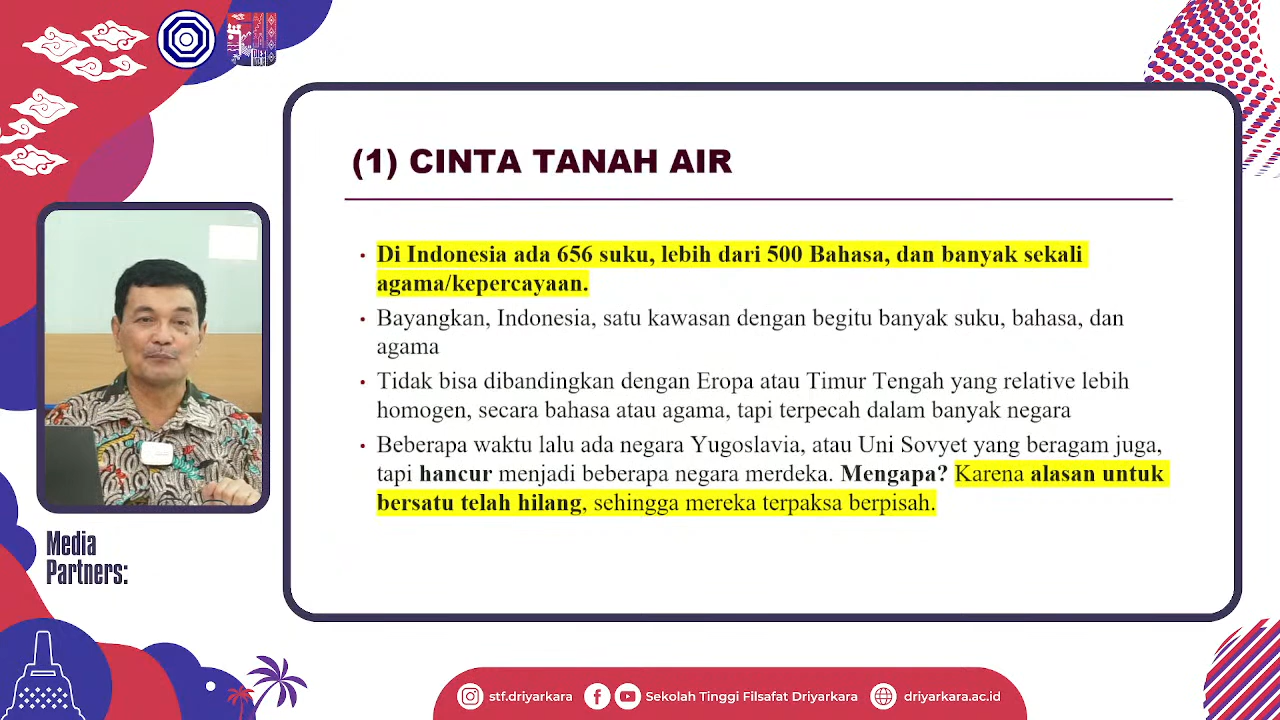 (1) CINTA TANAH AIR
• Di Indonesia ada 656 suku, lebih dari 500 Bahasa, dan banyak sekali
agama/kepercayaan.
• Bayangkan, Indonesia, satu kawasan dengan begitu banyak suku, bahasa, dan
agama
• Tidak bisa dibandingkan dengan Eropa atau Timur Tengah yang relative lebih
homogen, secara bahasa atau agama, tapi terpecah dalam banyak negara
• Beberapa waktu lalu ada negara Yugoslavia, atau Uni Sovyet yang beragam juga,
tapi hancur menjadi beberapa negara merdeka. Mengapa? Karena alasan untuk
bersatu telah hilang, sehingga mereka terpaksa berpisah.
Media
Partners:
stf.driyarkara Sekolah Tinggi Filsafat Driyarkara driyarkara.ac.id